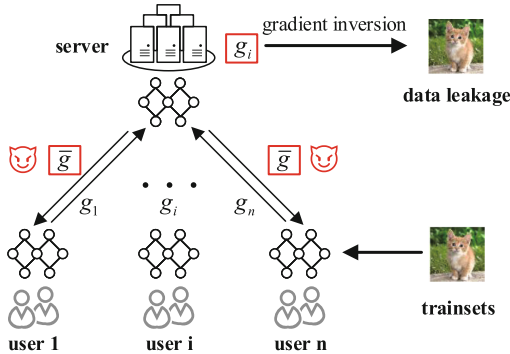 server
g_i
gradient inversion
data leakage
g̅
g̅
g_1
g_i
g_n
trainsets
user 1
user i
user n